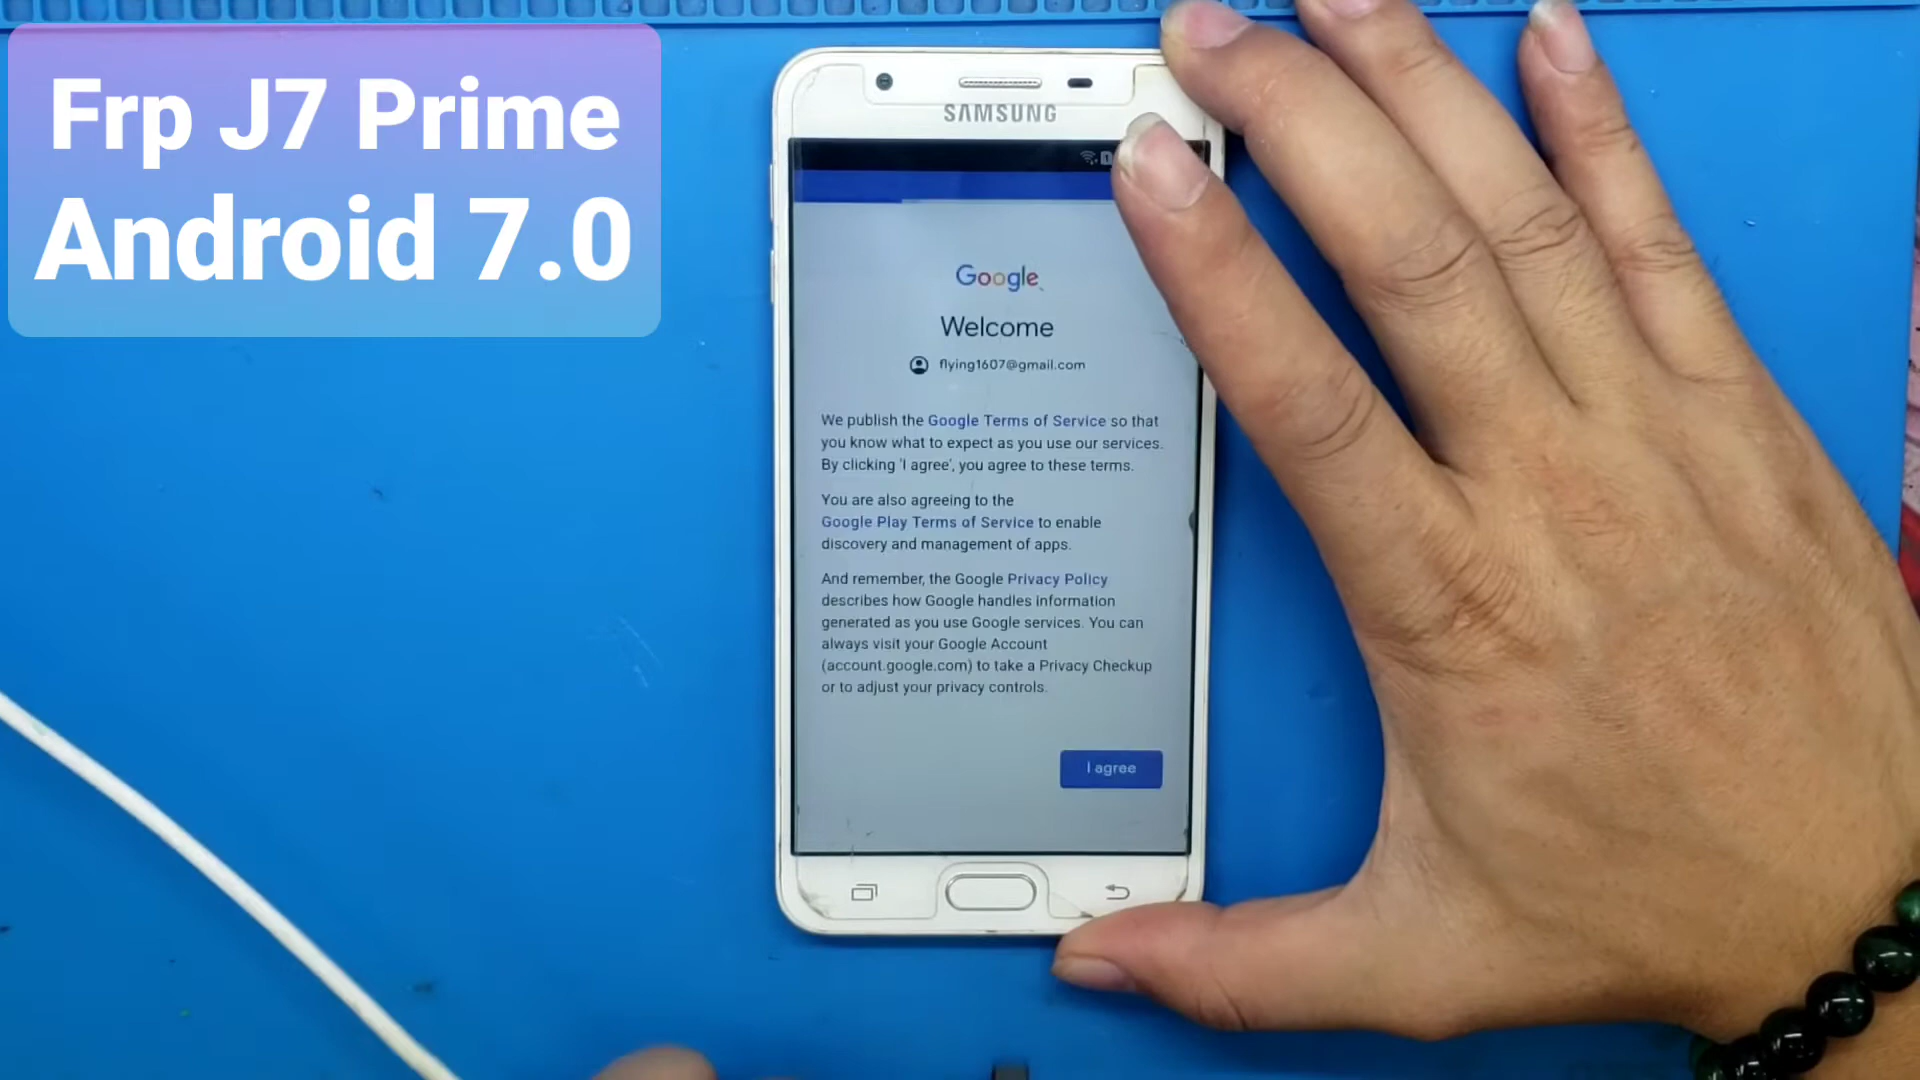 Frp J7 Prime
Android 7.0
SAMSUNG
Google
Welcome
flying1607@gmail.com
We publish the Google Terms of Service so that
you know what to expect as you use our services.
By clicking 'I agree', you agree to these terms.
You are also agreeing to the
Google Play Terms of Service to enable
discovery and management of apps.
And remember, the Google Privacy Policy
describes how Google handles information
generated as you use Google services. You can
always visit your Google Account
(account.google.com) to take a Privacy Checkup
or to adjust your privacy controls.
I agree